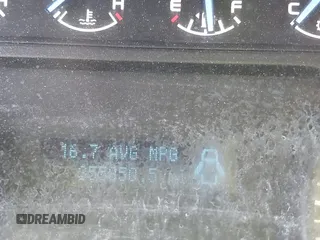 H E F C
16.7 AVG MPG
DREAMBID